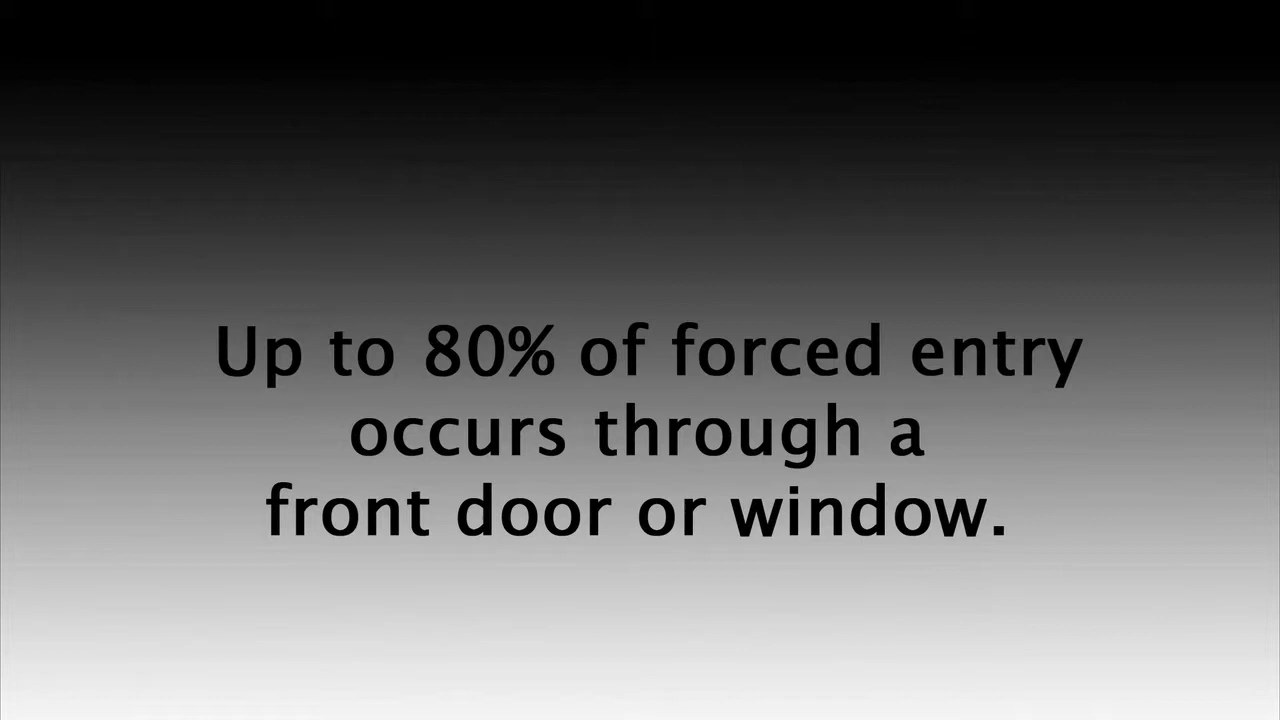 Up to 80% of forced entry
occurs through a
front door or window.